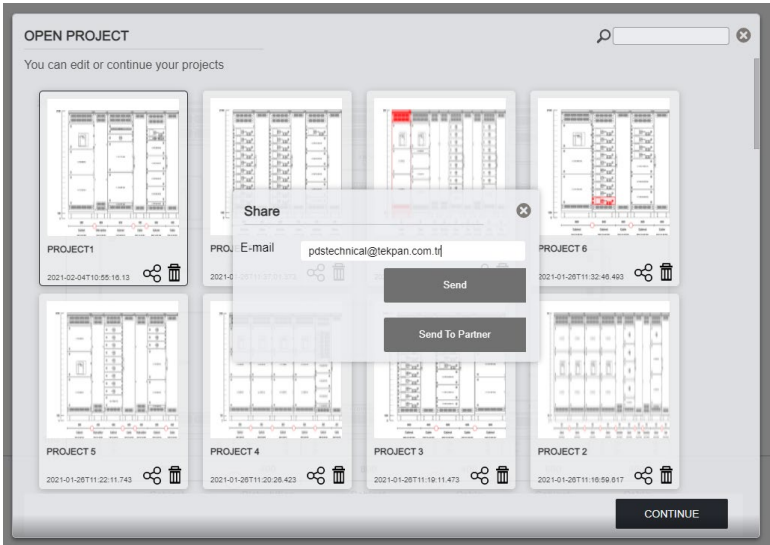 OPEN PROJECT
You can edit or continue your projects
Share
E-mail
pdstechnical@tekpan.com.tr
Send
Send To Partner
PROJECT1
PROJECT 6
2021-02-04T10:55:16.13
2021-01-26T11:32:46.493
PROJECT 5
PROJECT 4
PROJECT 3
PROJECT 2
2021-01-26T11:22:11.743
2021-01-26T11:20:26.423
2021-01-26T11:19:11.473
2021-01-26T11:16:59.617
CONTINUE